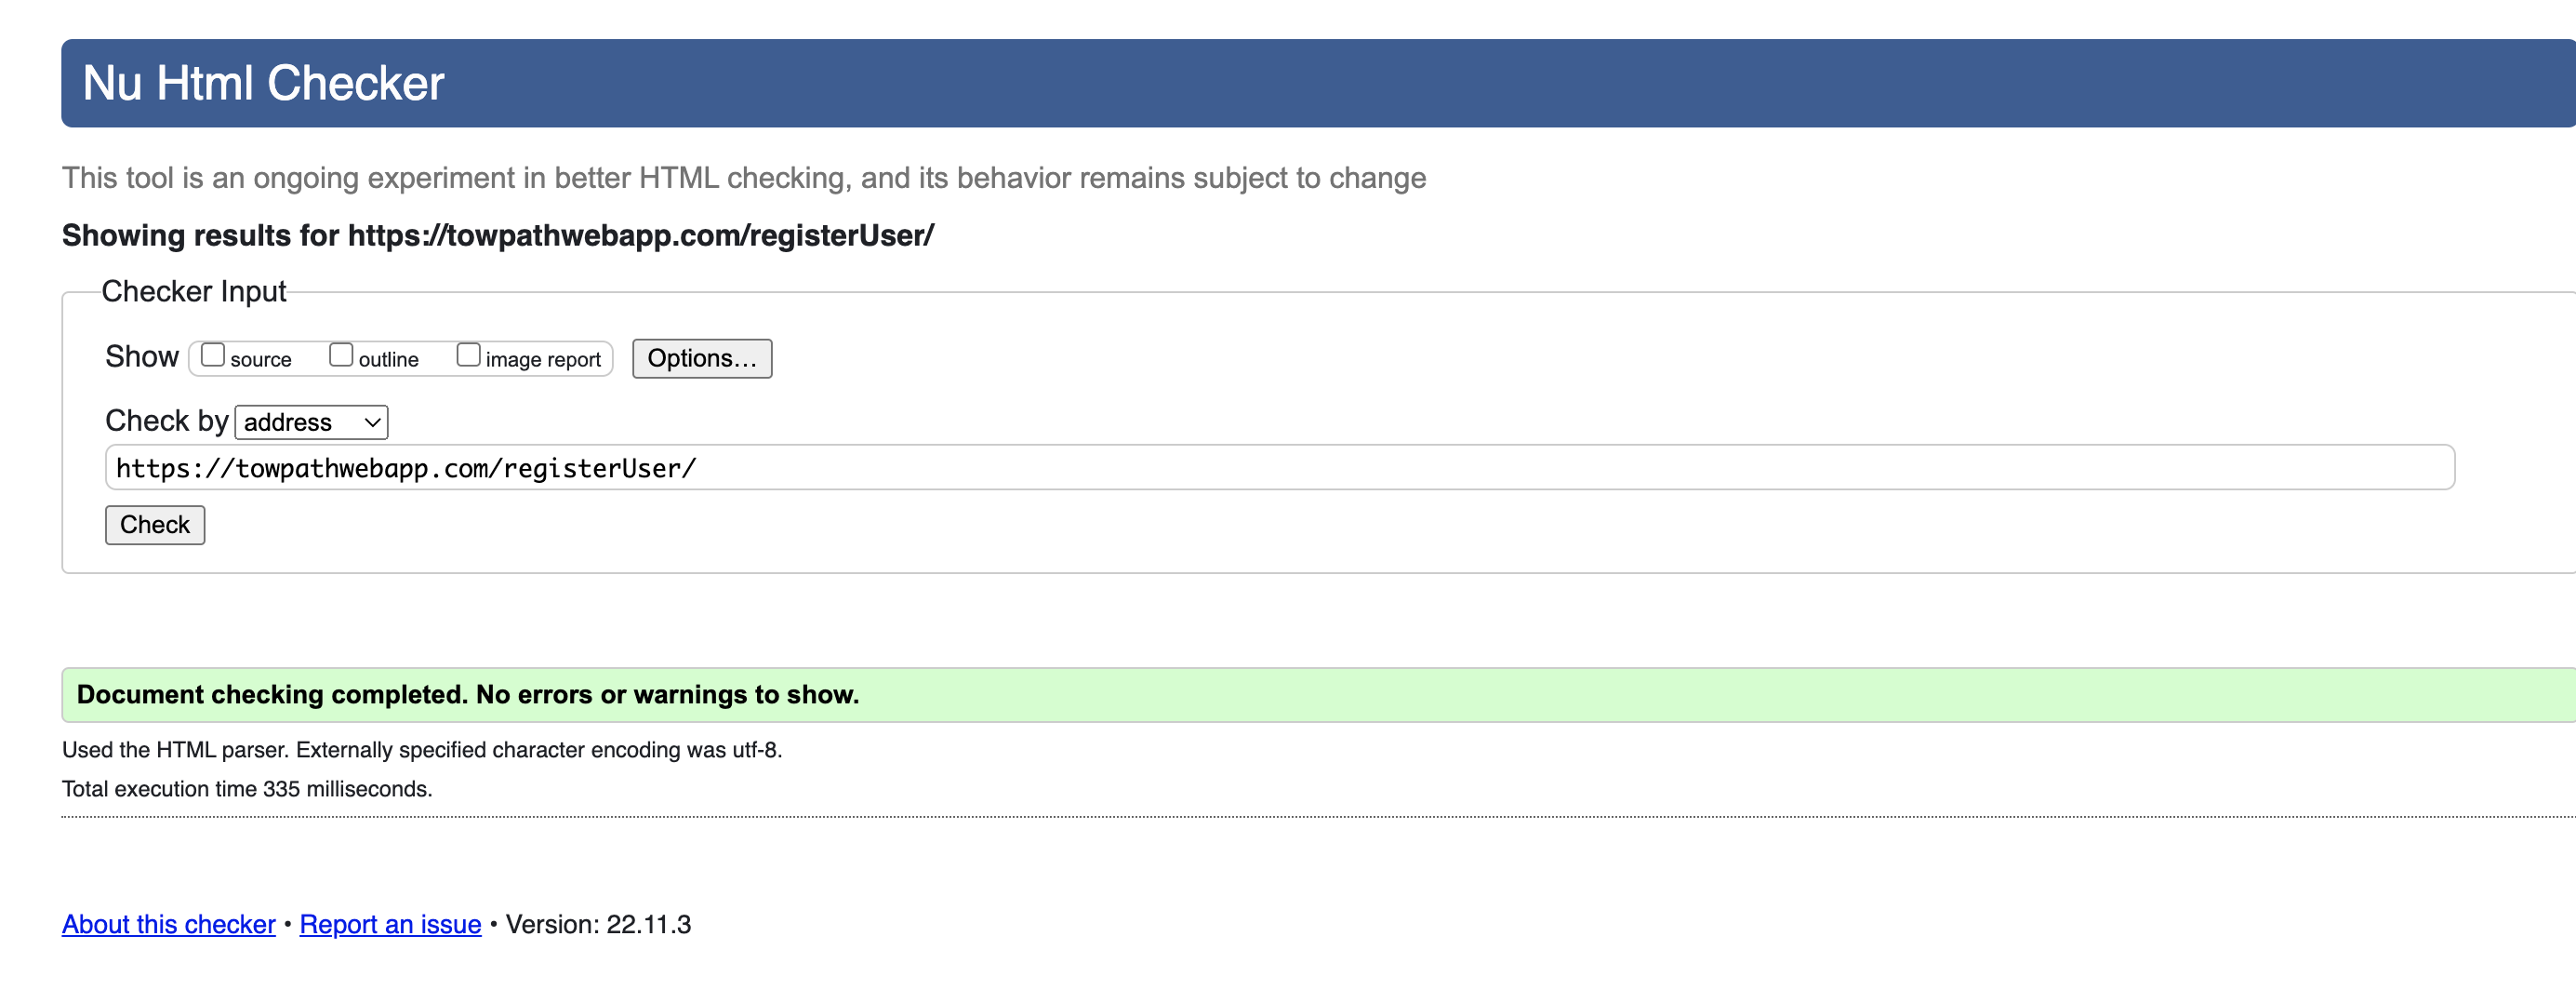 Nu Html Checker
This tool is an ongoing experiment in better HTML checking, and its behavior remains subject to change
Showing results for https://towpathwebapp.com/registerUser/
Checker Input
Show source outline image report Options...
Check by address
https://towpathwebapp.com/registerUser/
Check
Document checking completed. No errors or warnings to show.
Used the HTML parser. Externally specified character encoding was utf-8.
Total execution time 335 milliseconds.
About this checker • Report an issue • Version: 22.11.3